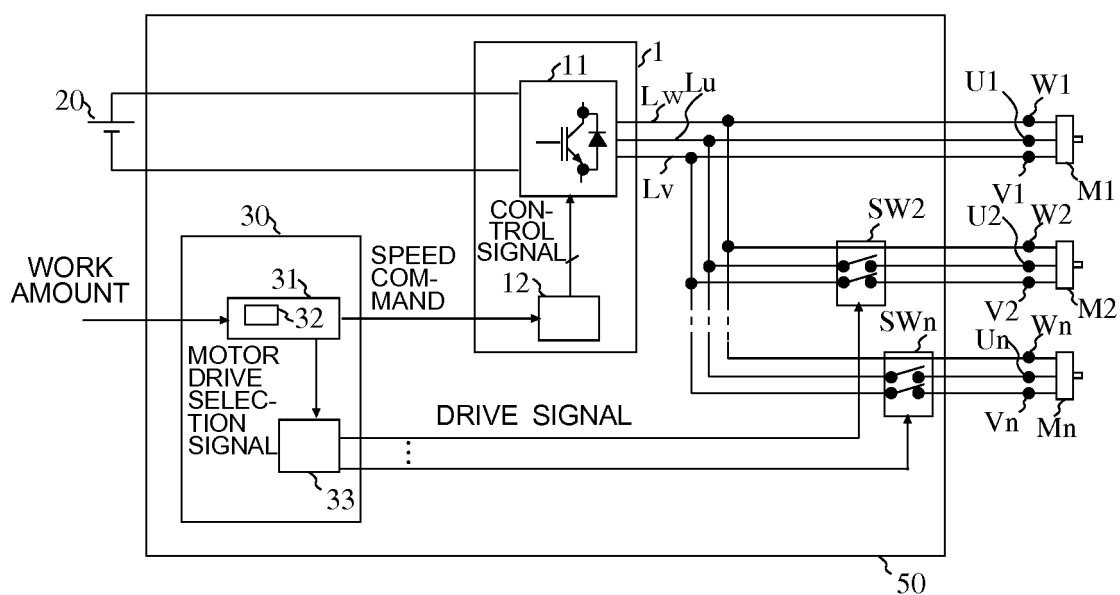 1
11
Lw
Lu
U1
W1
20
Lv
V1
M1
CON-
TROL
SIGNAL
SW2
U2
W2
30
SPEED
COM-
MAND
WORK
AMOUNT
31
32
12
V2
M2
SWn
Un
Wn
MOTOR
DRIVE
SELEC-
TION
SIGNAL
DRIVE SIGNAL
Vn
Mn
33
50